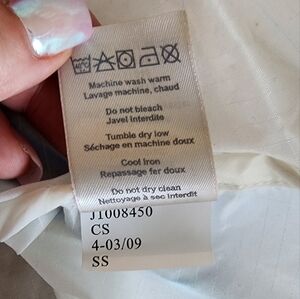 Machine wash warm
Lavage machine, chaud
Do not bleach
Javel interdite
Tumble dry low
Séchage en machine doux
Cool iron
Repassage fer doux
Do not dry clean
Nettoyage à sec interdit
J1008450
CS
4-03/09
SS